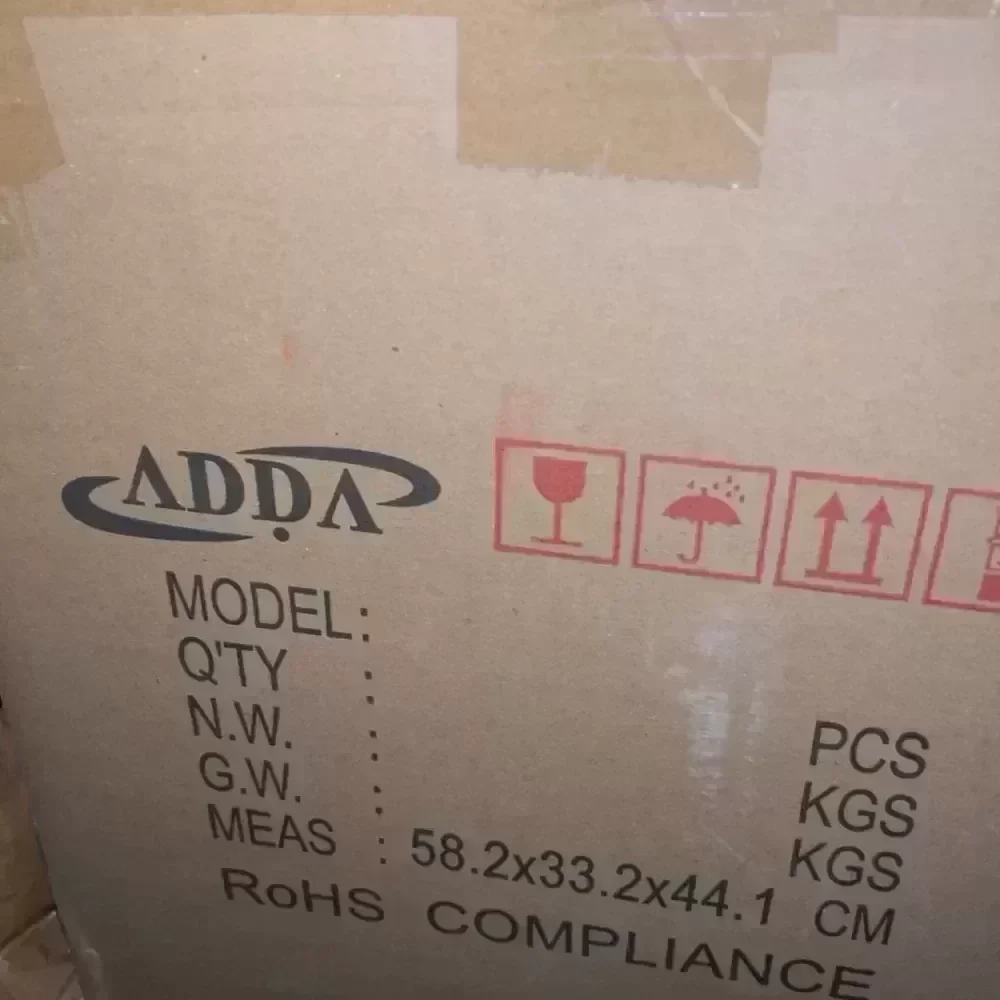 ADDA
MODEL :
Q'TY : PCS
N.W. : KGS
G.W. : KGS
MEAS : 58.2x33.2x44.1 CM
RoHS COMPLIANCE